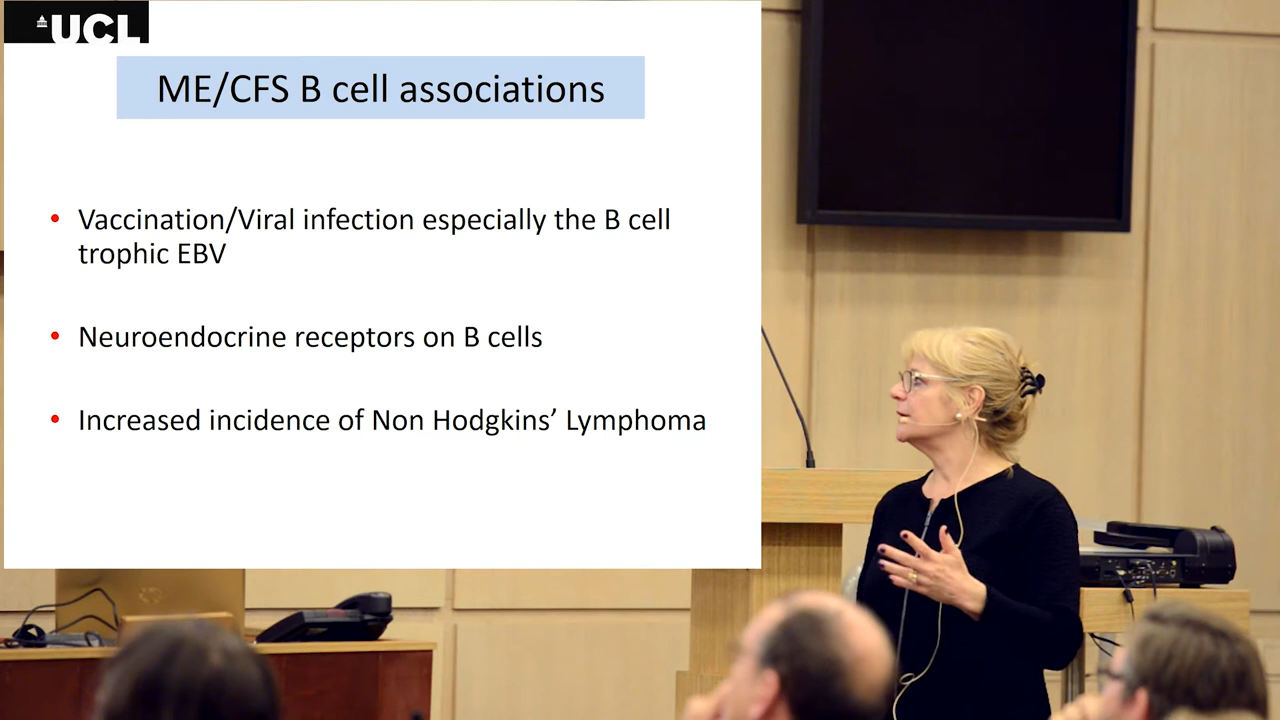 UCL
ME/CFS B cell associations
• Vaccination/Viral infection especially the B cell
trophic EBV
• Neuroendocrine receptors on B cells
• Increased incidence of Non Hodgkins’ Lymphoma